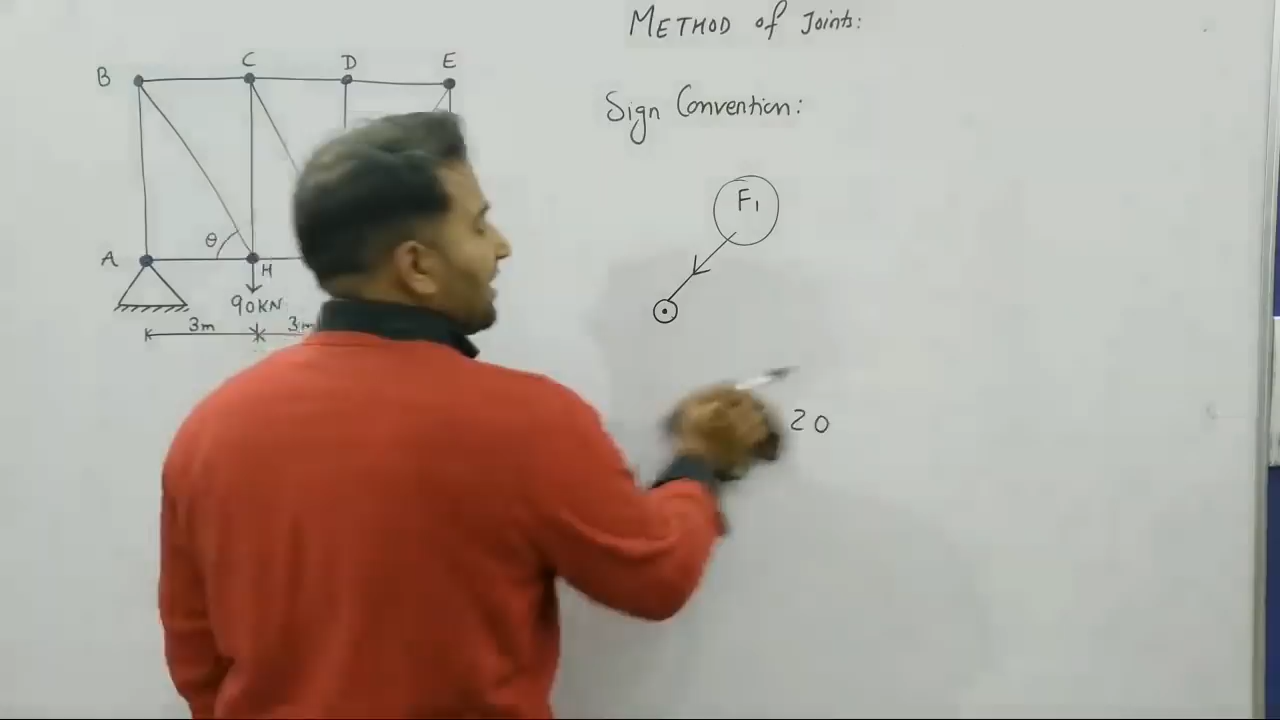 METHOD of Joints:
Sign Convention:
B C D E
F1
A θ H
90KN
3m 3m
20